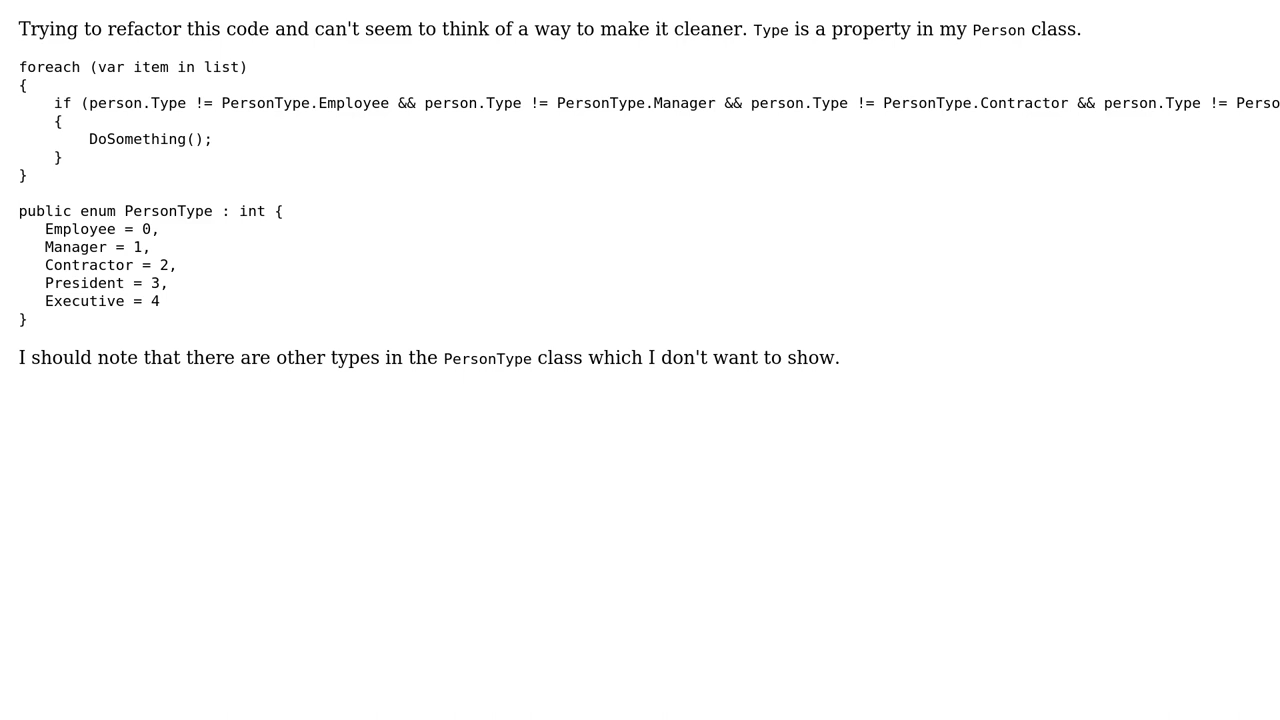 Trying to refactor this code and can't seem to think of a way to make it cleaner. Type is a property in my Person class.
foreach (var item in list)
{
    if (person.Type != PersonType.Employee && person.Type != PersonType.Manager && person.Type != PersonType.Contractor && person.Type != Perso
    {
        DoSomething();
    }
}
public enum PersonType : int {
   Employee = 0,
   Manager = 1,
   Contractor = 2,
   President = 3,
   Executive = 4
}
I should note that there are other types in the PersonType class which I don't want to show.